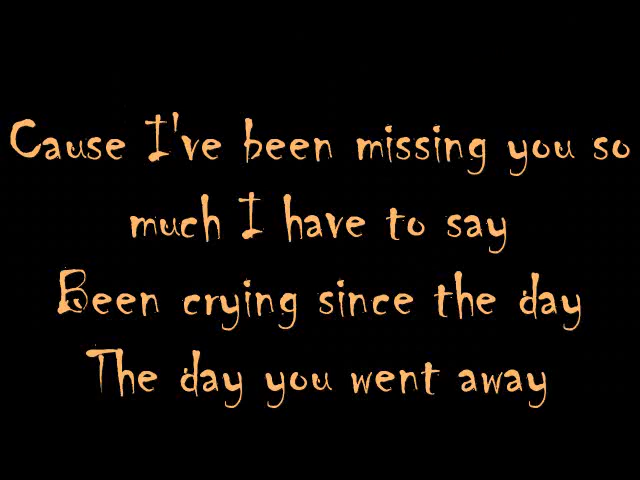 Cause I've been missing you so
much I have to say
Been crying since the day
The day you went away